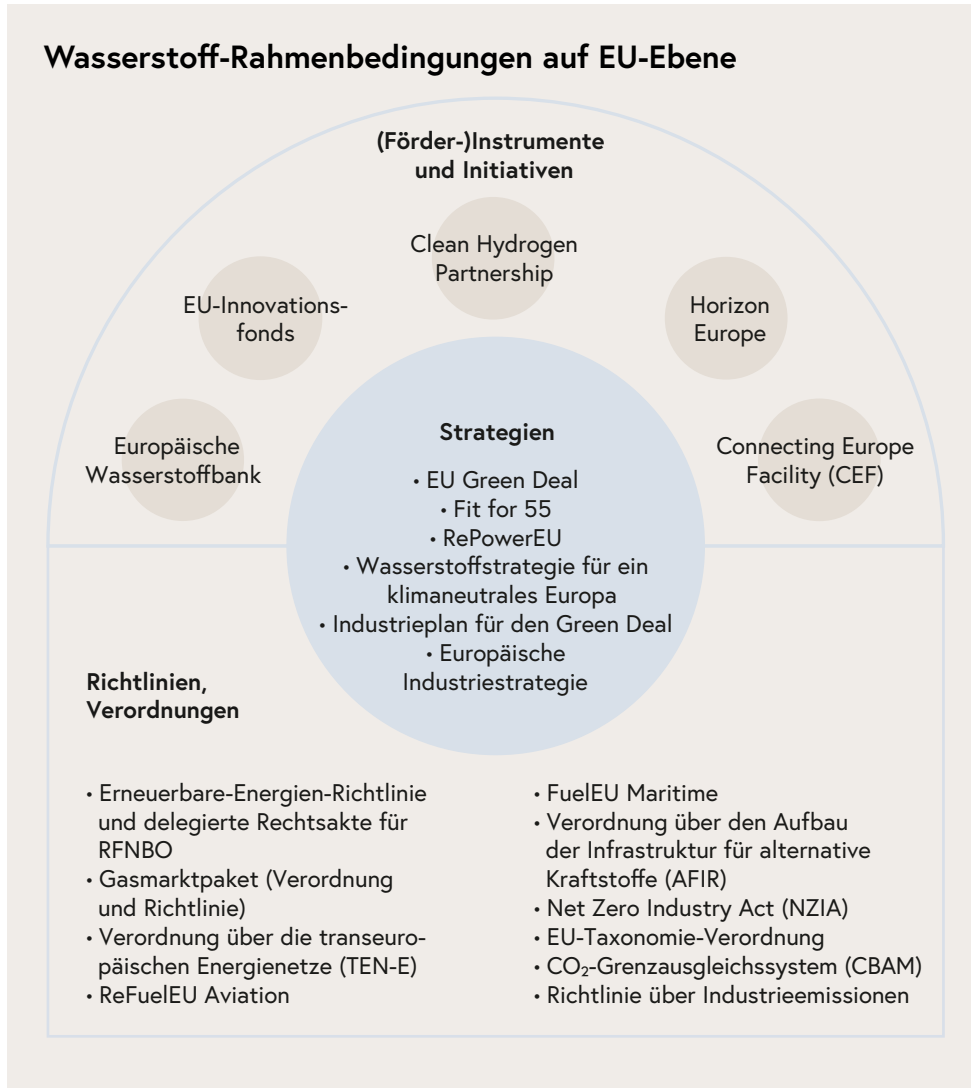 Wasserstoff-Rahmenbedingungen auf EU-Ebene
(Förder-)Instrumente
und Initiativen
Clean Hydrogen
Partnership
EU-Innovations-
fonds
Horizon
Europe
Europäische
Wasserstoffbank
Connecting Europe
Facility (CEF)
Strategien
• EU Green Deal
• Fit for 55
• RePowerEU
• Wasserstoffstrategie für ein
klimaneutrales Europa
• Industrieplan für den Green Deal
• Europäische
Industriestrategie
Richtlinien,
Verordnungen
• Erneuerbare-Energien-Richtlinie
und delegierte Rechtsakte für
RFNBO
• Gasmarktpaket (Verordnung
und Richtlinie)
• Verordnung über die transeuro-
päischen Energienetze (TEN-E)
• ReFuelEU Aviation
• FuelEU Maritime
• Verordnung über den Aufbau
der Infrastruktur für alternative
Kraftstoffe (AFIR)
• Net Zero Industry Act (NZIA)
• EU-Taxonomie-Verordnung
• CO₂-Grenzausgleichssystem (CBAM)
• Richtlinie über Industrieemissionen